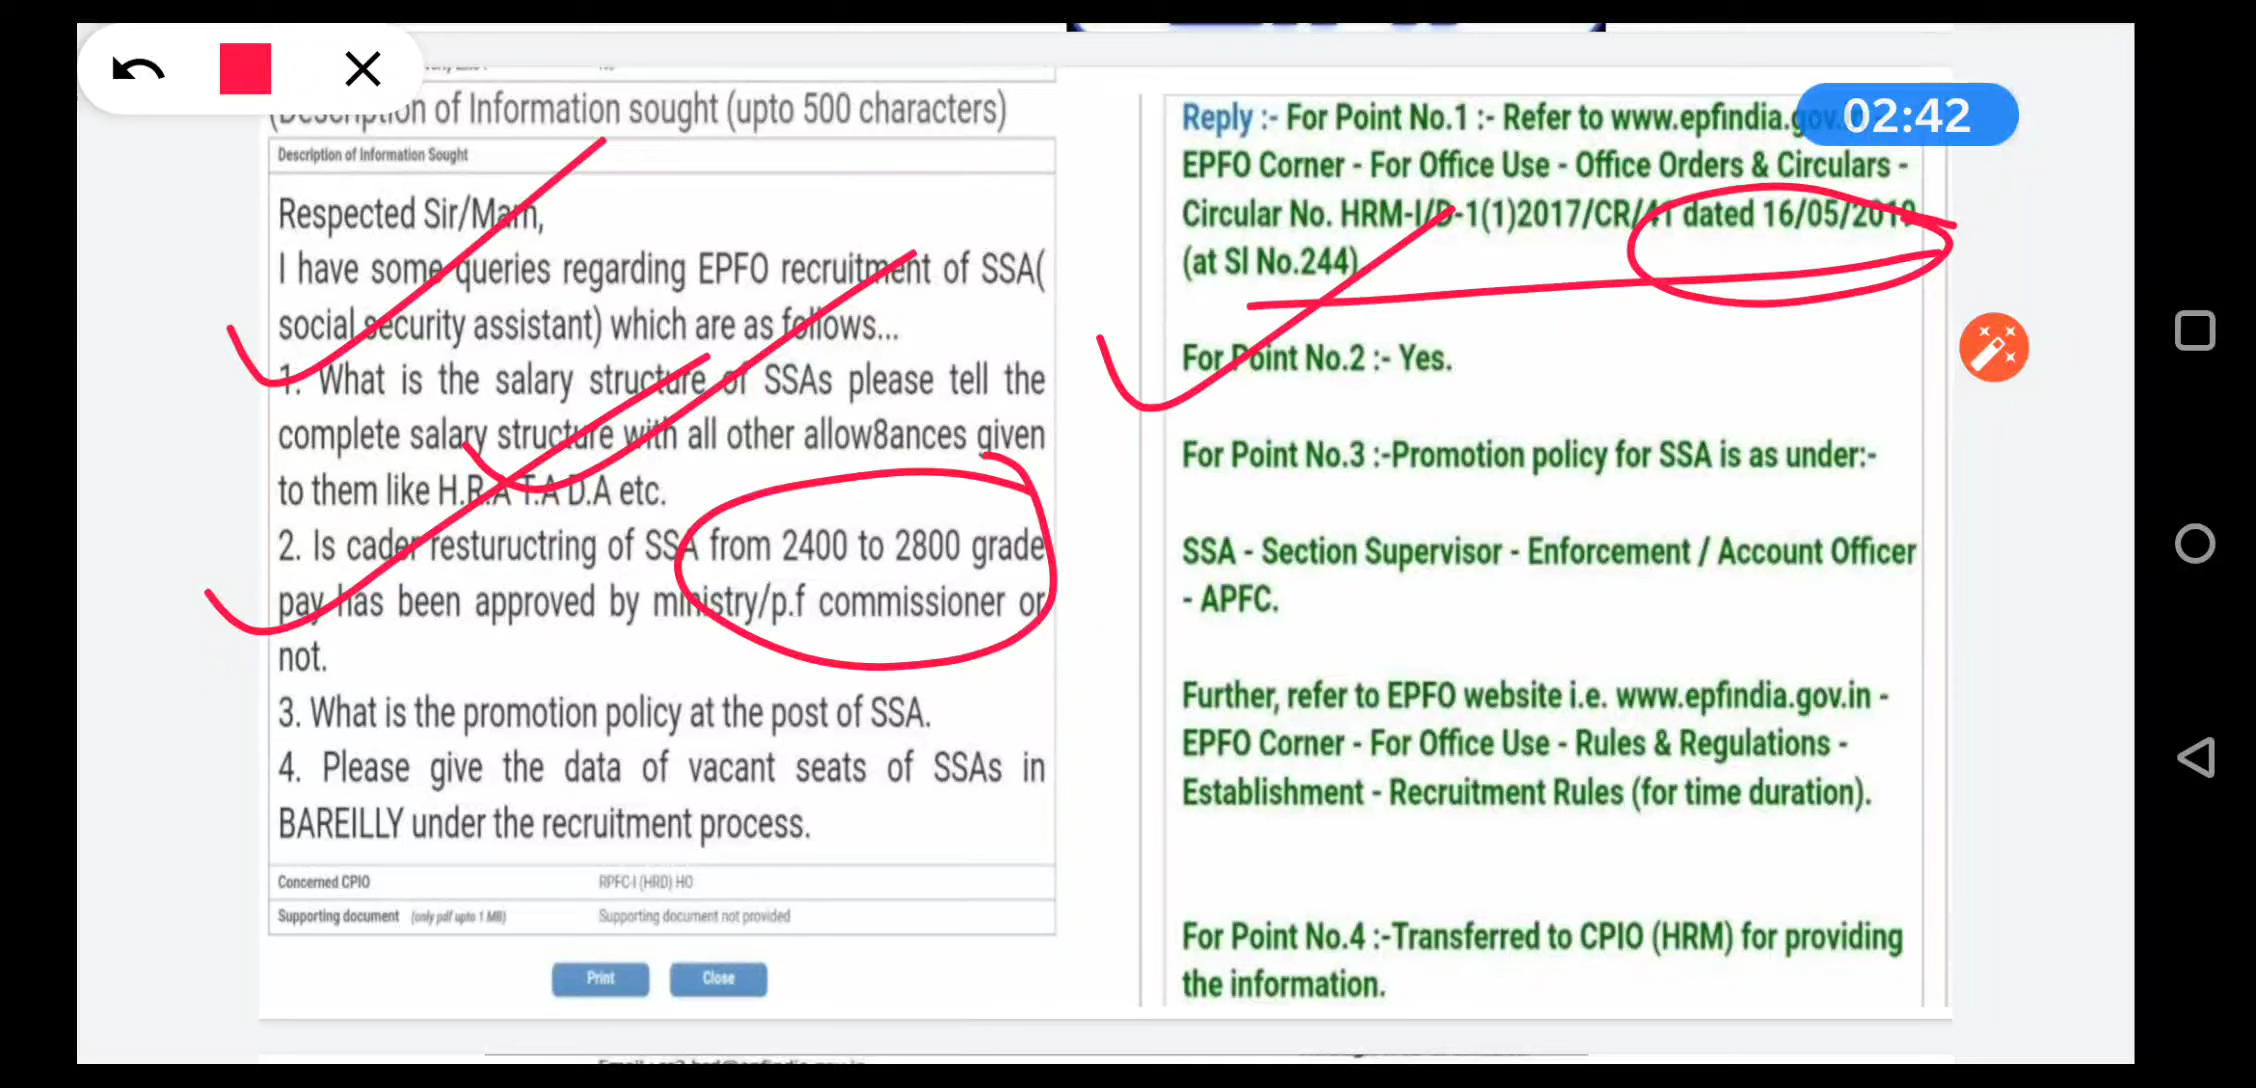 (Description of Information sought (upto 500 characters)
Description of Information Sought
Respected Sir/Mam,
I have some queries regarding EPFO recruitment of SSA(
social security assistant) which are as follows...
1. What is the salary structure of SSAs please tell the
complete salary structure with all other allow8ances given
to them like H.R.A T.A D.A etc.
2. Is cader restuructring of SSA from 2400 to 2800 grade
pay has been approved by ministry/p.f commissioner or
not.
3. What is the promotion policy at the post of SSA.
4. Please give the data of vacant seats of SSAs in
BAREILLY under the recruitment process.
Concerned CPIO RPFC-I (HRD) HO
Supporting document (only pdf upto 1 MB) Supporting document not provided
Print Close
Reply :- For Point No.1 :- Refer to www.epfindia.gov.
02:42
EPFO Corner - For Office Use - Office Orders & Circulars -
Circular No. HRM-I/D-1(1)2017/CR/41 dated 16/05/2019
(at Sl No.244)
For Point No.2 :- Yes.
For Point No.3 :-Promotion policy for SSA is as under:-
SSA - Section Supervisor - Enforcement / Account Officer
- APFC.
Further, refer to EPFO website i.e. www.epfindia.gov.in -
EPFO Corner - For Office Use - Rules & Regulations -
Establishment - Recruitment Rules (for time duration).
For Point No.4 :-Transferred to CPIO (HRM) for providing
the information.